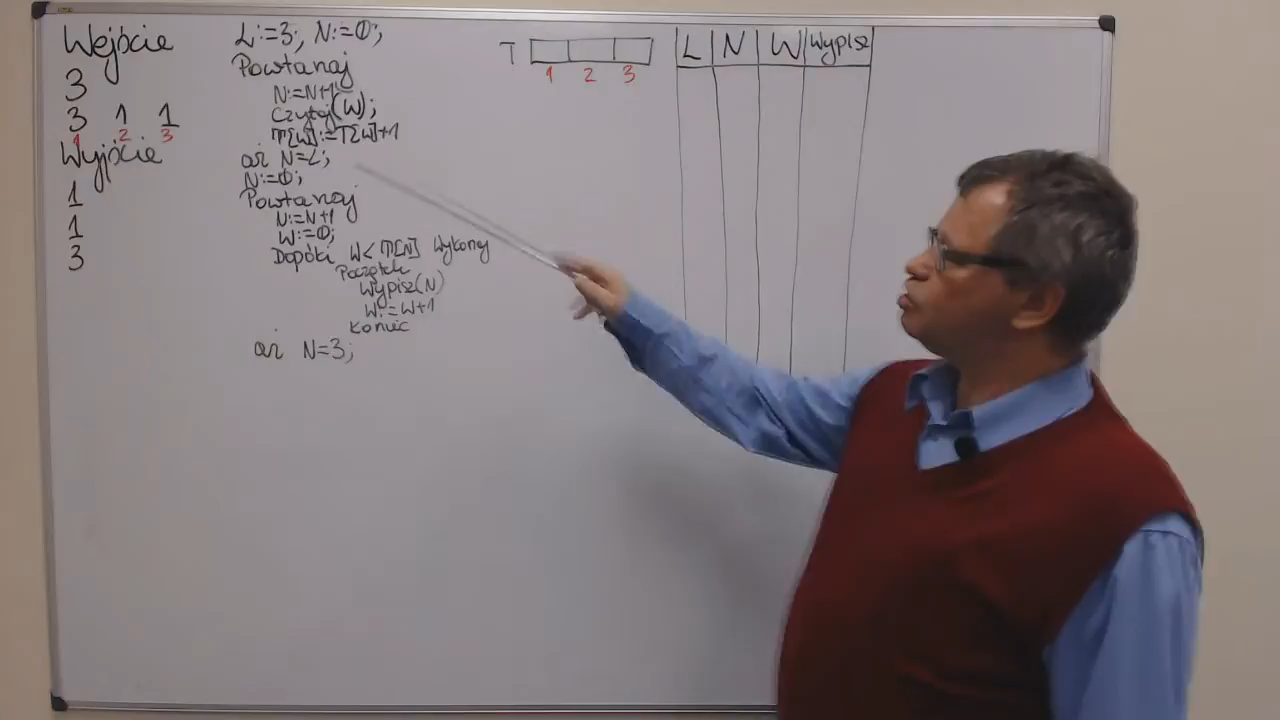 Wejście
3
3 1 1
1 2 3
Wyjście
1
1
3
L:=3; N:=0;
Powtarzaj
N:=N+1
Czytaj(W);
T[W]:=T[W]+1
aż N=L;
N:=0;
Powtarzaj
N:=N+1
W:=0;
Dopóki W<T[N] Wykonuj
Początek
Wypisz(N)
W:=W+1
Koniec
aż N=3;
T
1 2 3
L N W Wypisz